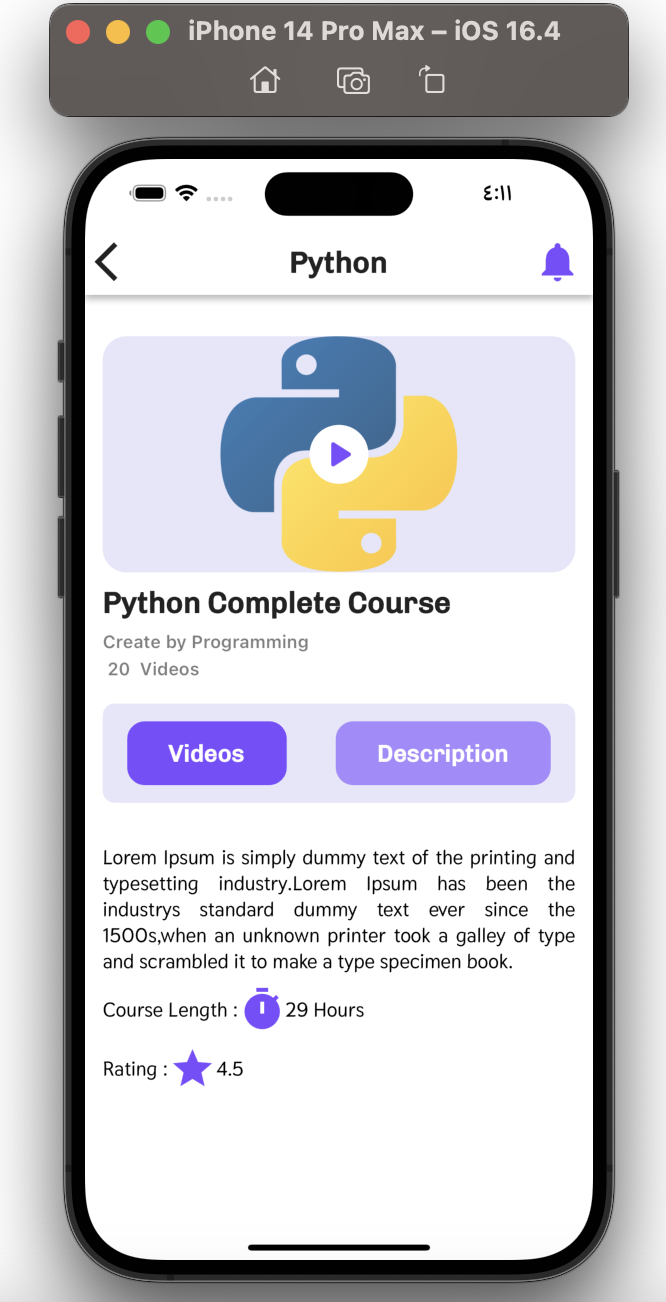 iPhone 14 Pro Max – iOS 16.4
٤:١١
Python
Python Complete Course
Create by Programming
20 Videos
Videos
Description
Lorem Ipsum is simply dummy text of the printing and
typesetting industry.Lorem Ipsum has been the
industrys standard dummy text ever since the
1500s,when an unknown printer took a galley of type
and scrambled it to make a type specimen book.
Course Length : 29 Hours
Rating : 4.5